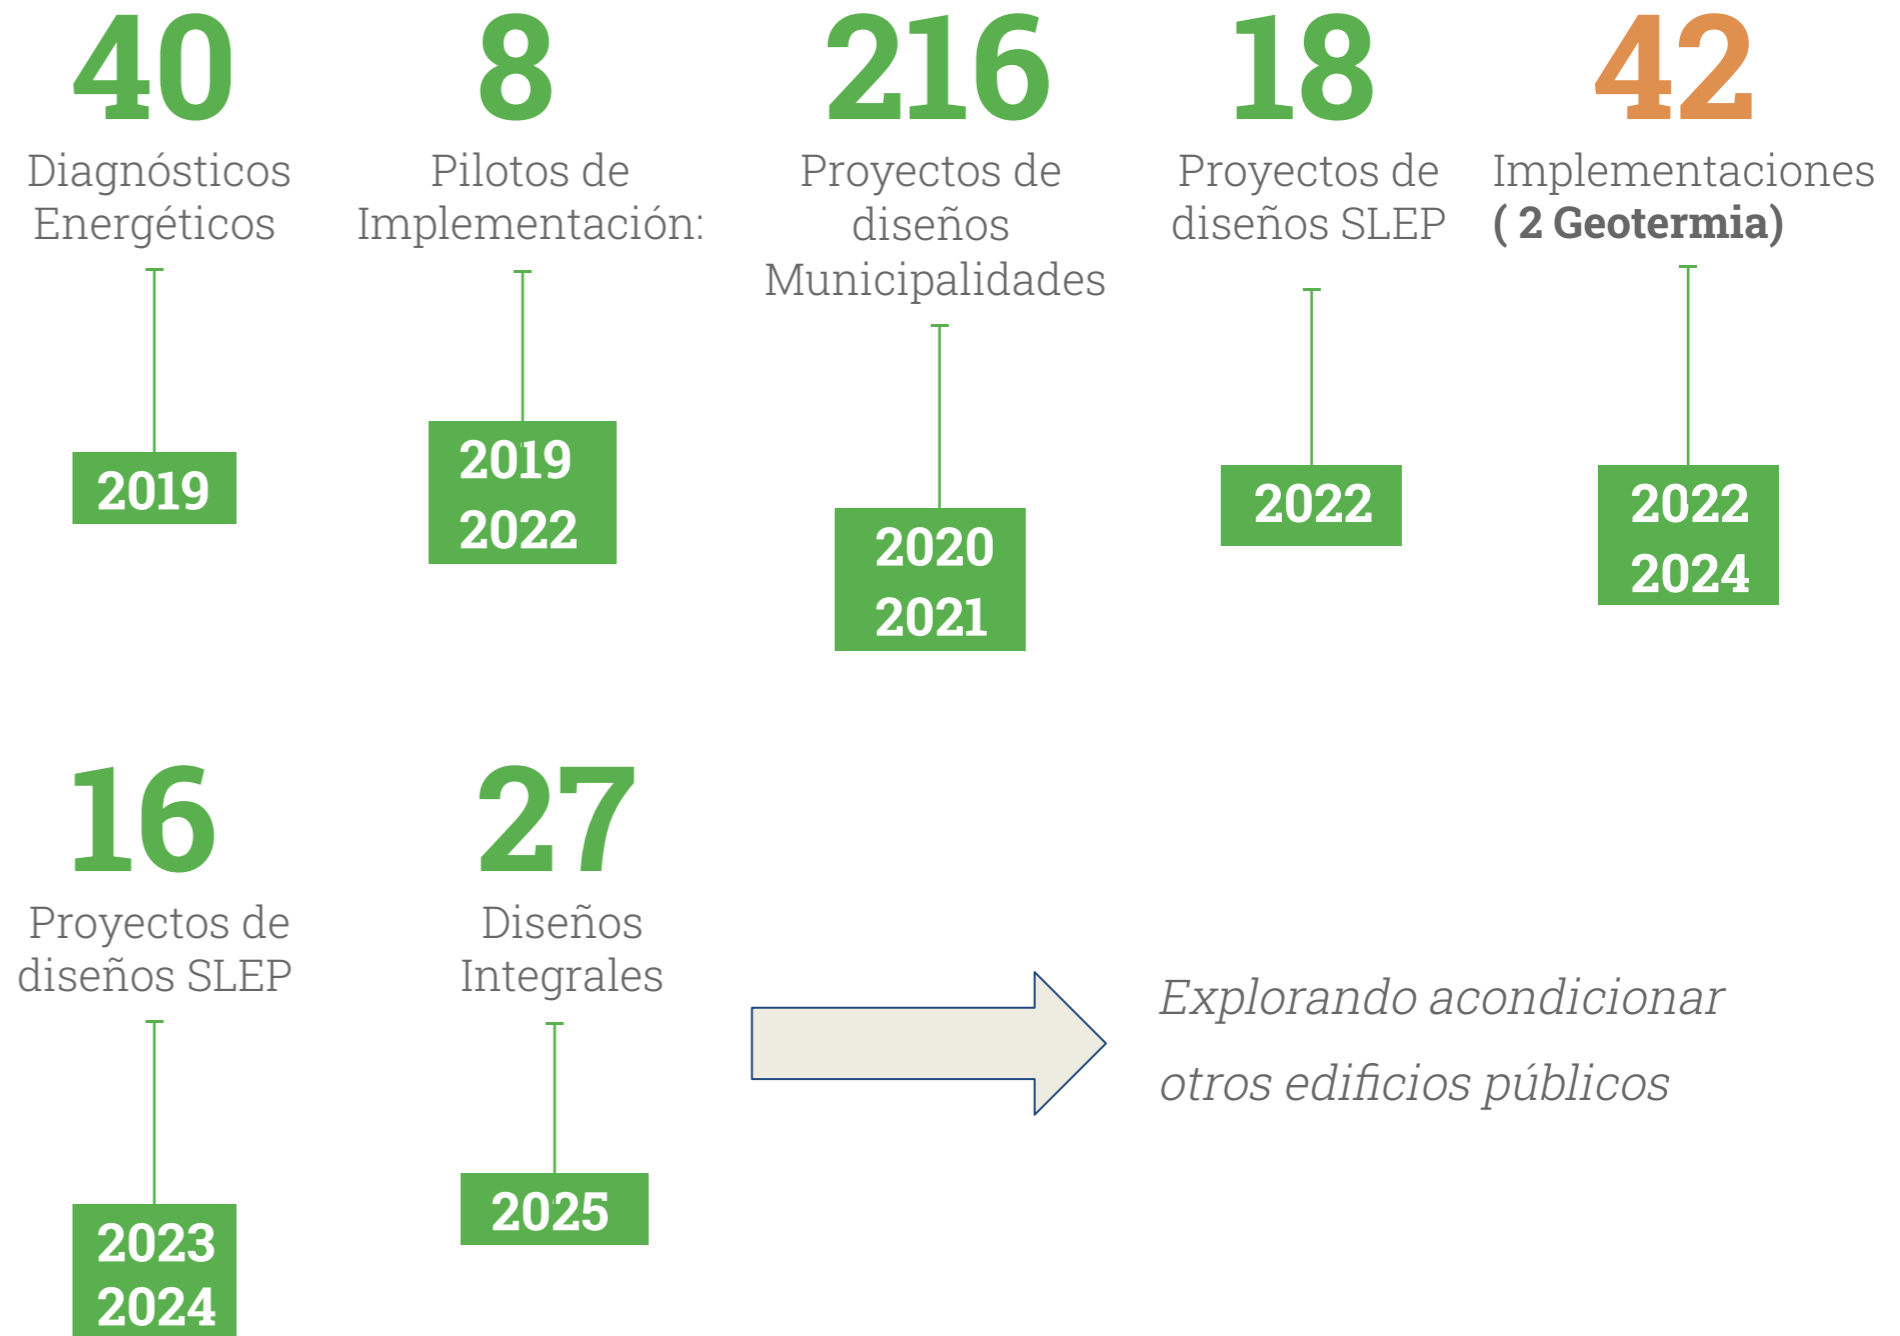 40
Diagnósticos
Energéticos
2019
8
Pilotos de
Implementación:
2019
2022
216
Proyectos de
diseños
Municipalidades
2020
2021
18
Proyectos de
diseños SLEP
2022
42
Implementaciones
( 2 Geotermia)
2022
2024
16
Proyectos de
diseños SLEP
2023
2024
27
Diseños
Integrales
2025
Explorando acondicionar
otros edificios públicos